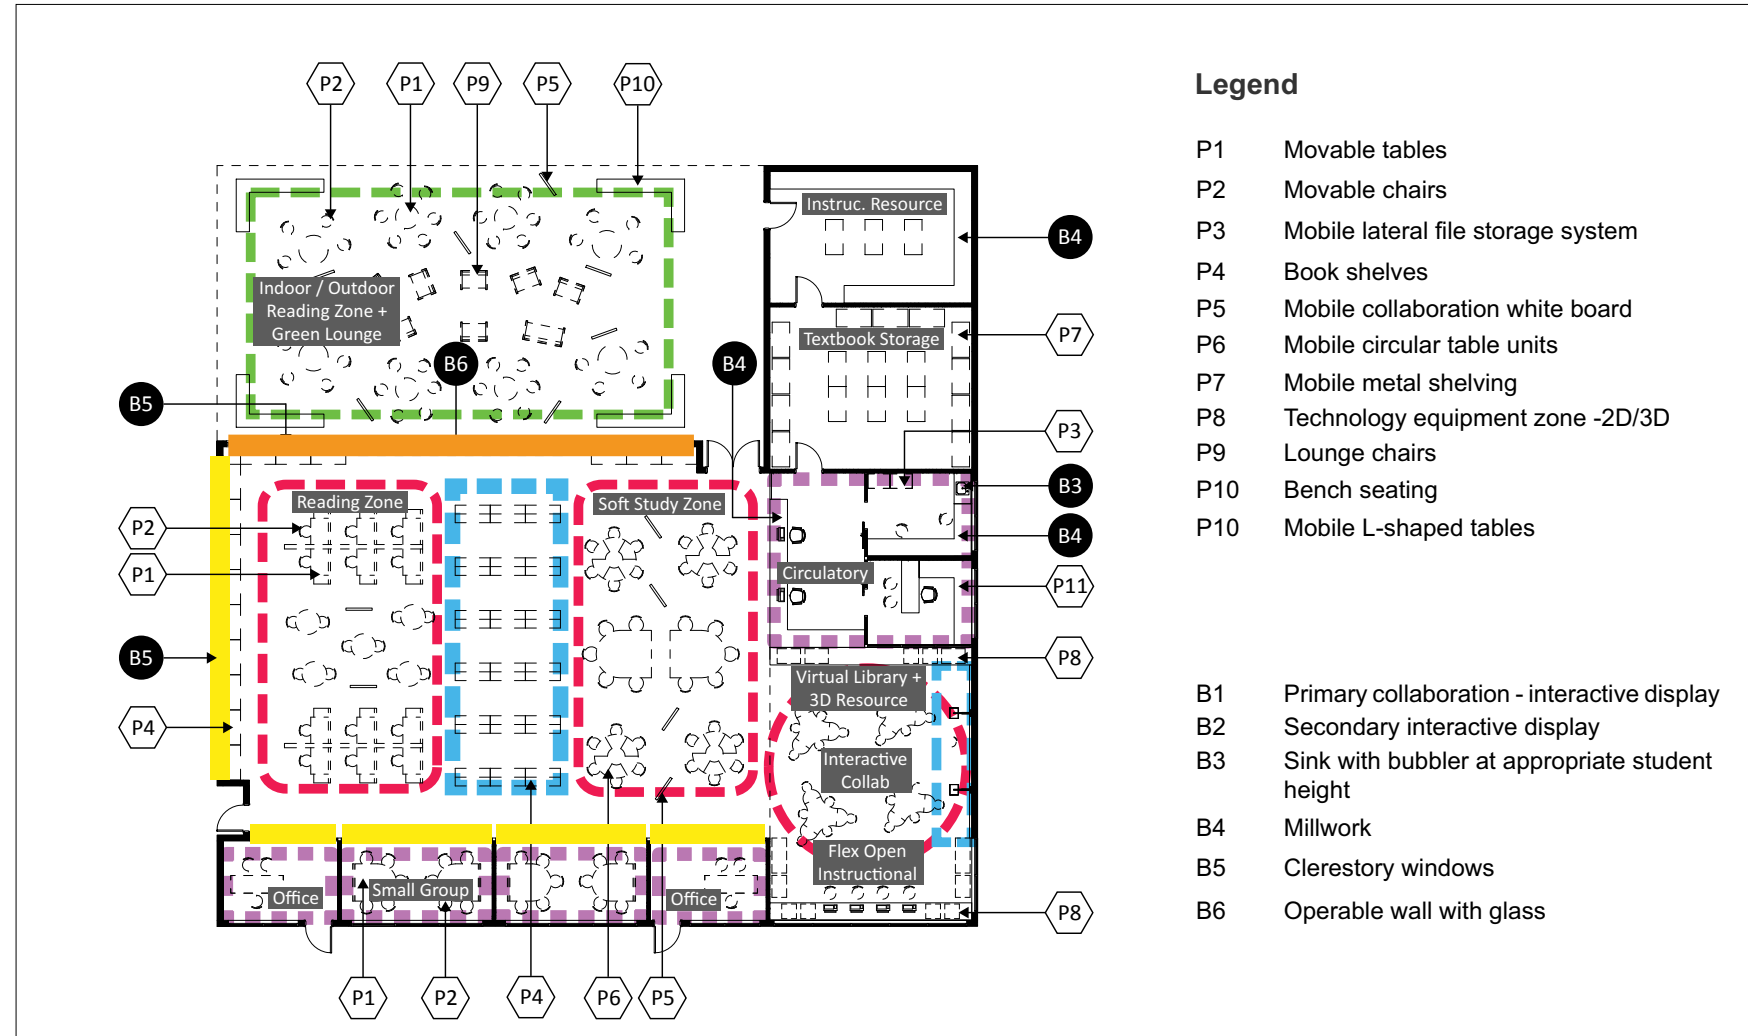 P2
P1
P9
P5
P10
Instruc. Resource
B4
Indoor / Outdoor
Reading Zone +
Green Lounge
Textbook Storage
P7
B6
B4
B5
P3
Reading Zone
Soft Study Zone
B3
P2
B4
P1
Circulatory
P11
B5
P8
Virtual Library +
3D Resource
P4
Interactive
Collab
Flex Open
Instructional
Office
Small Group
Office
P8
P1
P2
P4
P6
P5
Legend
P1 Movable tables
P2 Movable chairs
P3 Mobile lateral file storage system
P4 Book shelves
P5 Mobile collaboration white board
P6 Mobile circular table units
P7 Mobile metal shelving
P8 Technology equipment zone -2D/3D
P9 Lounge chairs
P10 Bench seating
P10 Mobile L-shaped tables
B1 Primary collaboration - interactive display
B2 Secondary interactive display
B3 Sink with bubbler at appropriate student
height
B4 Millwork
B5 Clerestory windows
B6 Operable wall with glass